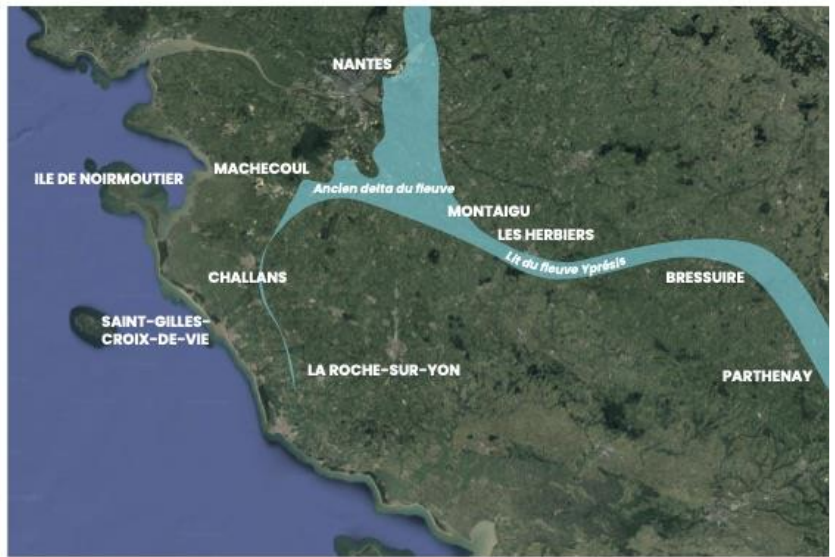 NANTES
MACHECOUL
ILE DE NOIRMOUTIER
Ancien delta du fleuve
MONTAIGU
LES HERBIERS
Lit du fleuve Yprésis
CHALLANS
BRESSUIRE
SAINT-GILLES-
CROIX-DE-VIE
LA ROCHE-SUR-YON
PARTHENAY